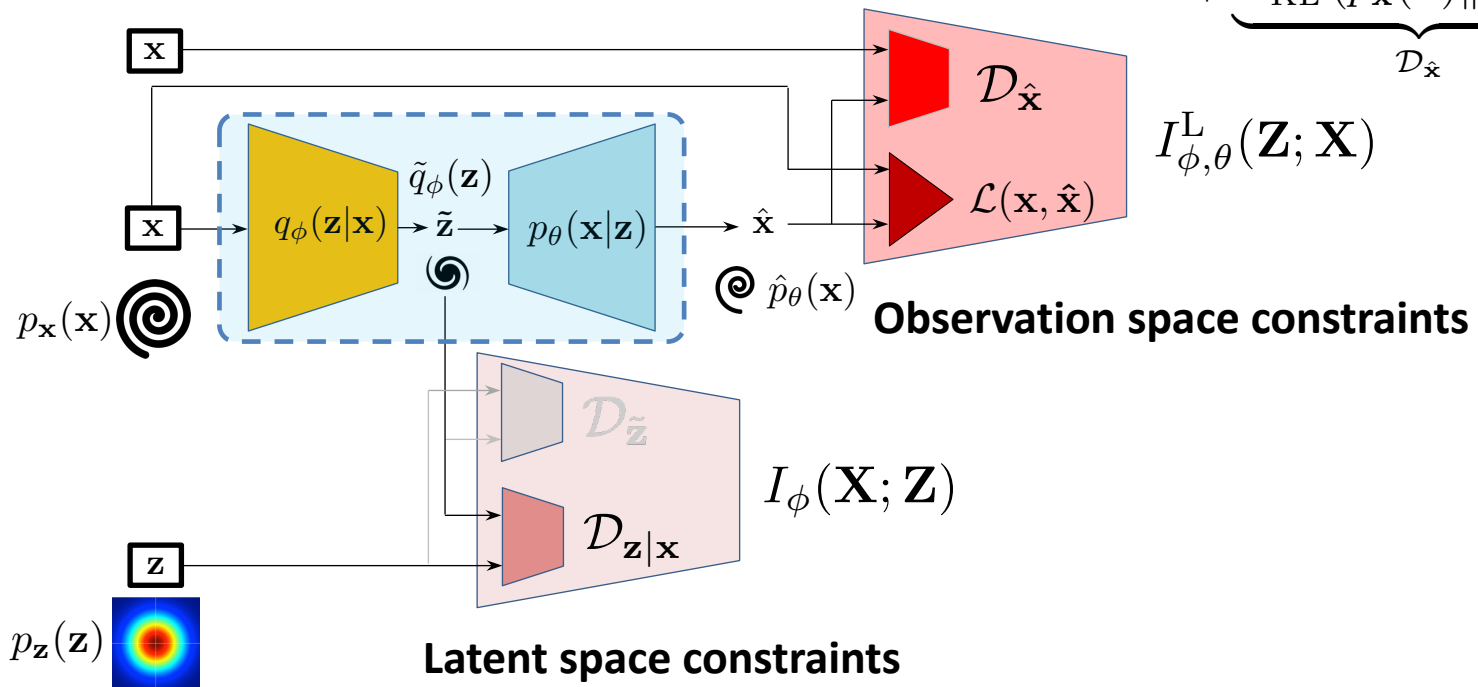 x
D_x̂
D_x̂
I^L_{ϕ,θ}(Z; X)
L(x, x̂)
x
q_ϕ(z|x)
q̃_ϕ(z)
z̃
p_θ(x|z)
x̂
p_x(x)
p̂_θ(x)
Observation space constraints
D_z̃
I_ϕ(X; Z)
D_{z|x}
z
p_z(z)
Latent space constraints